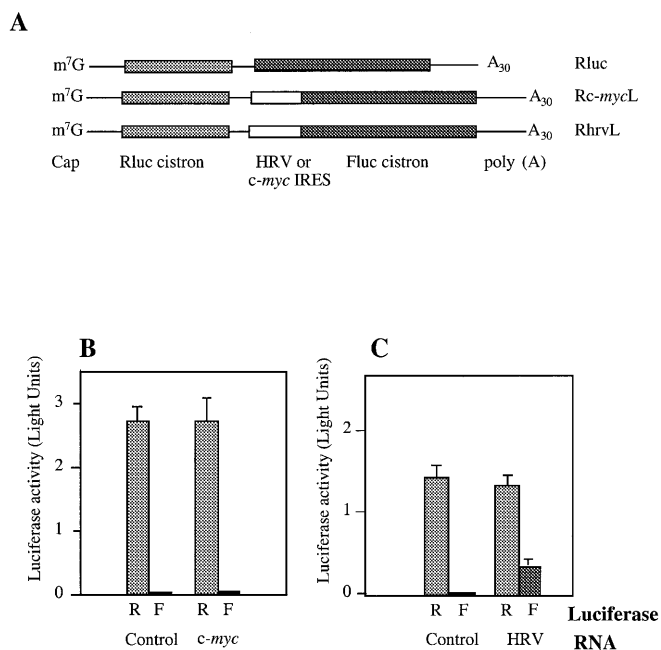 A
m⁷G A₃₀ Rluc
m⁷G A₃₀ Rc-mycL
m⁷G A₃₀ RhrvL
Cap Rluc cistron HRV or Fluc cistron poly (A)
c-myc IRES
B
Luciferase activity (Light Units)
3
2
1
0
R F R F
Control c-myc
C
Luciferase activity (Light Units)
2
1
0
R F R F Luciferase
Control HRV RNA